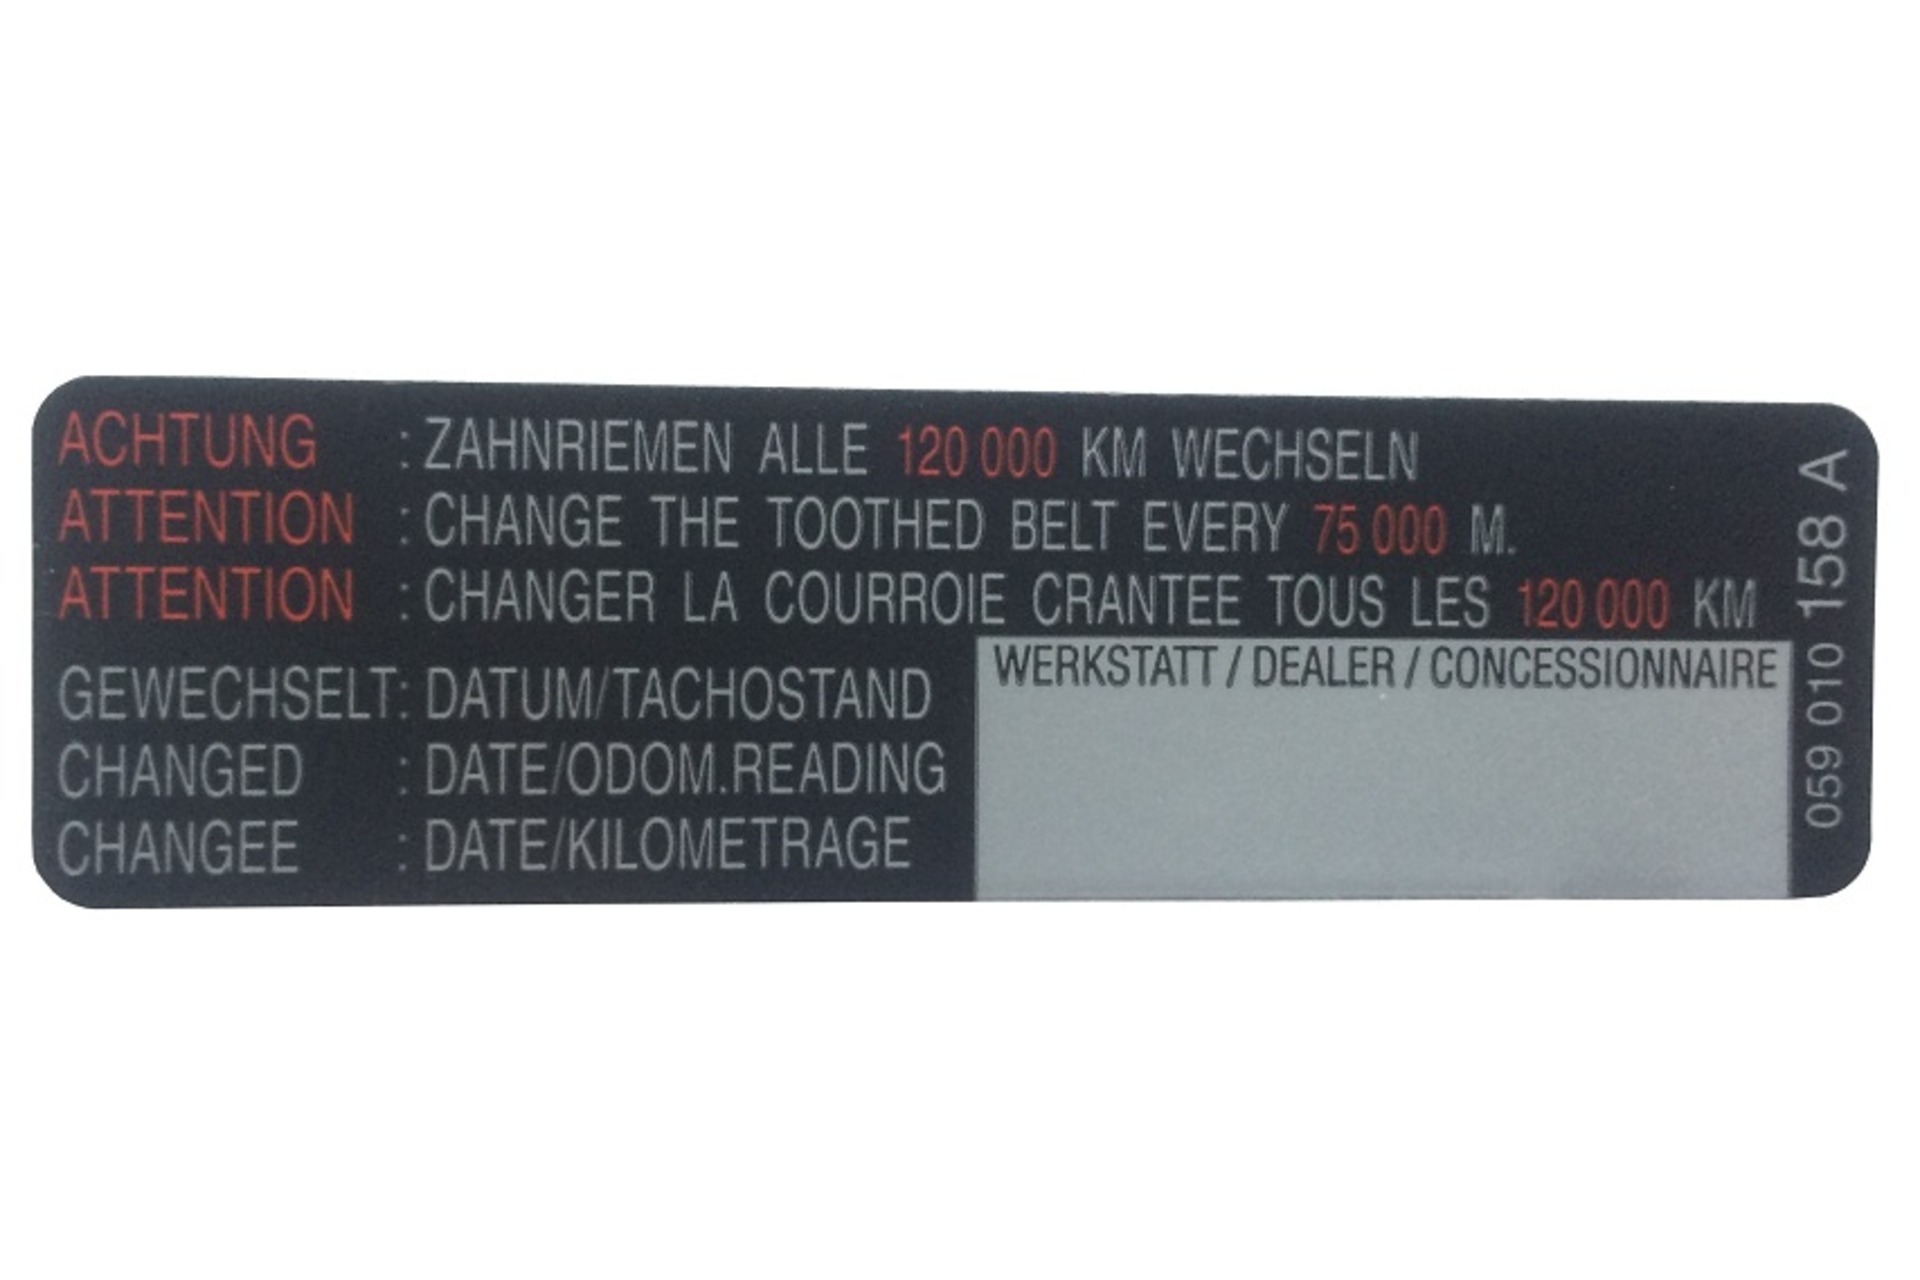 ACHTUNG : ZAHNRIEMEN ALLE 120 000 KM WECHSELN
ATTENTION : CHANGE THE TOOTHED BELT EVERY 75 000 M.
ATTENTION : CHANGER LA COURROIE CRANTEE TOUS LES 120 000 KM
GEWECHSELT: DATUM/TACHOSTAND
CHANGED : DATE/ODOM.READING
CHANGEE : DATE/KILOMETRAGE
WERKSTATT / DEALER / CONCESSIONNAIRE
059 010 158 A